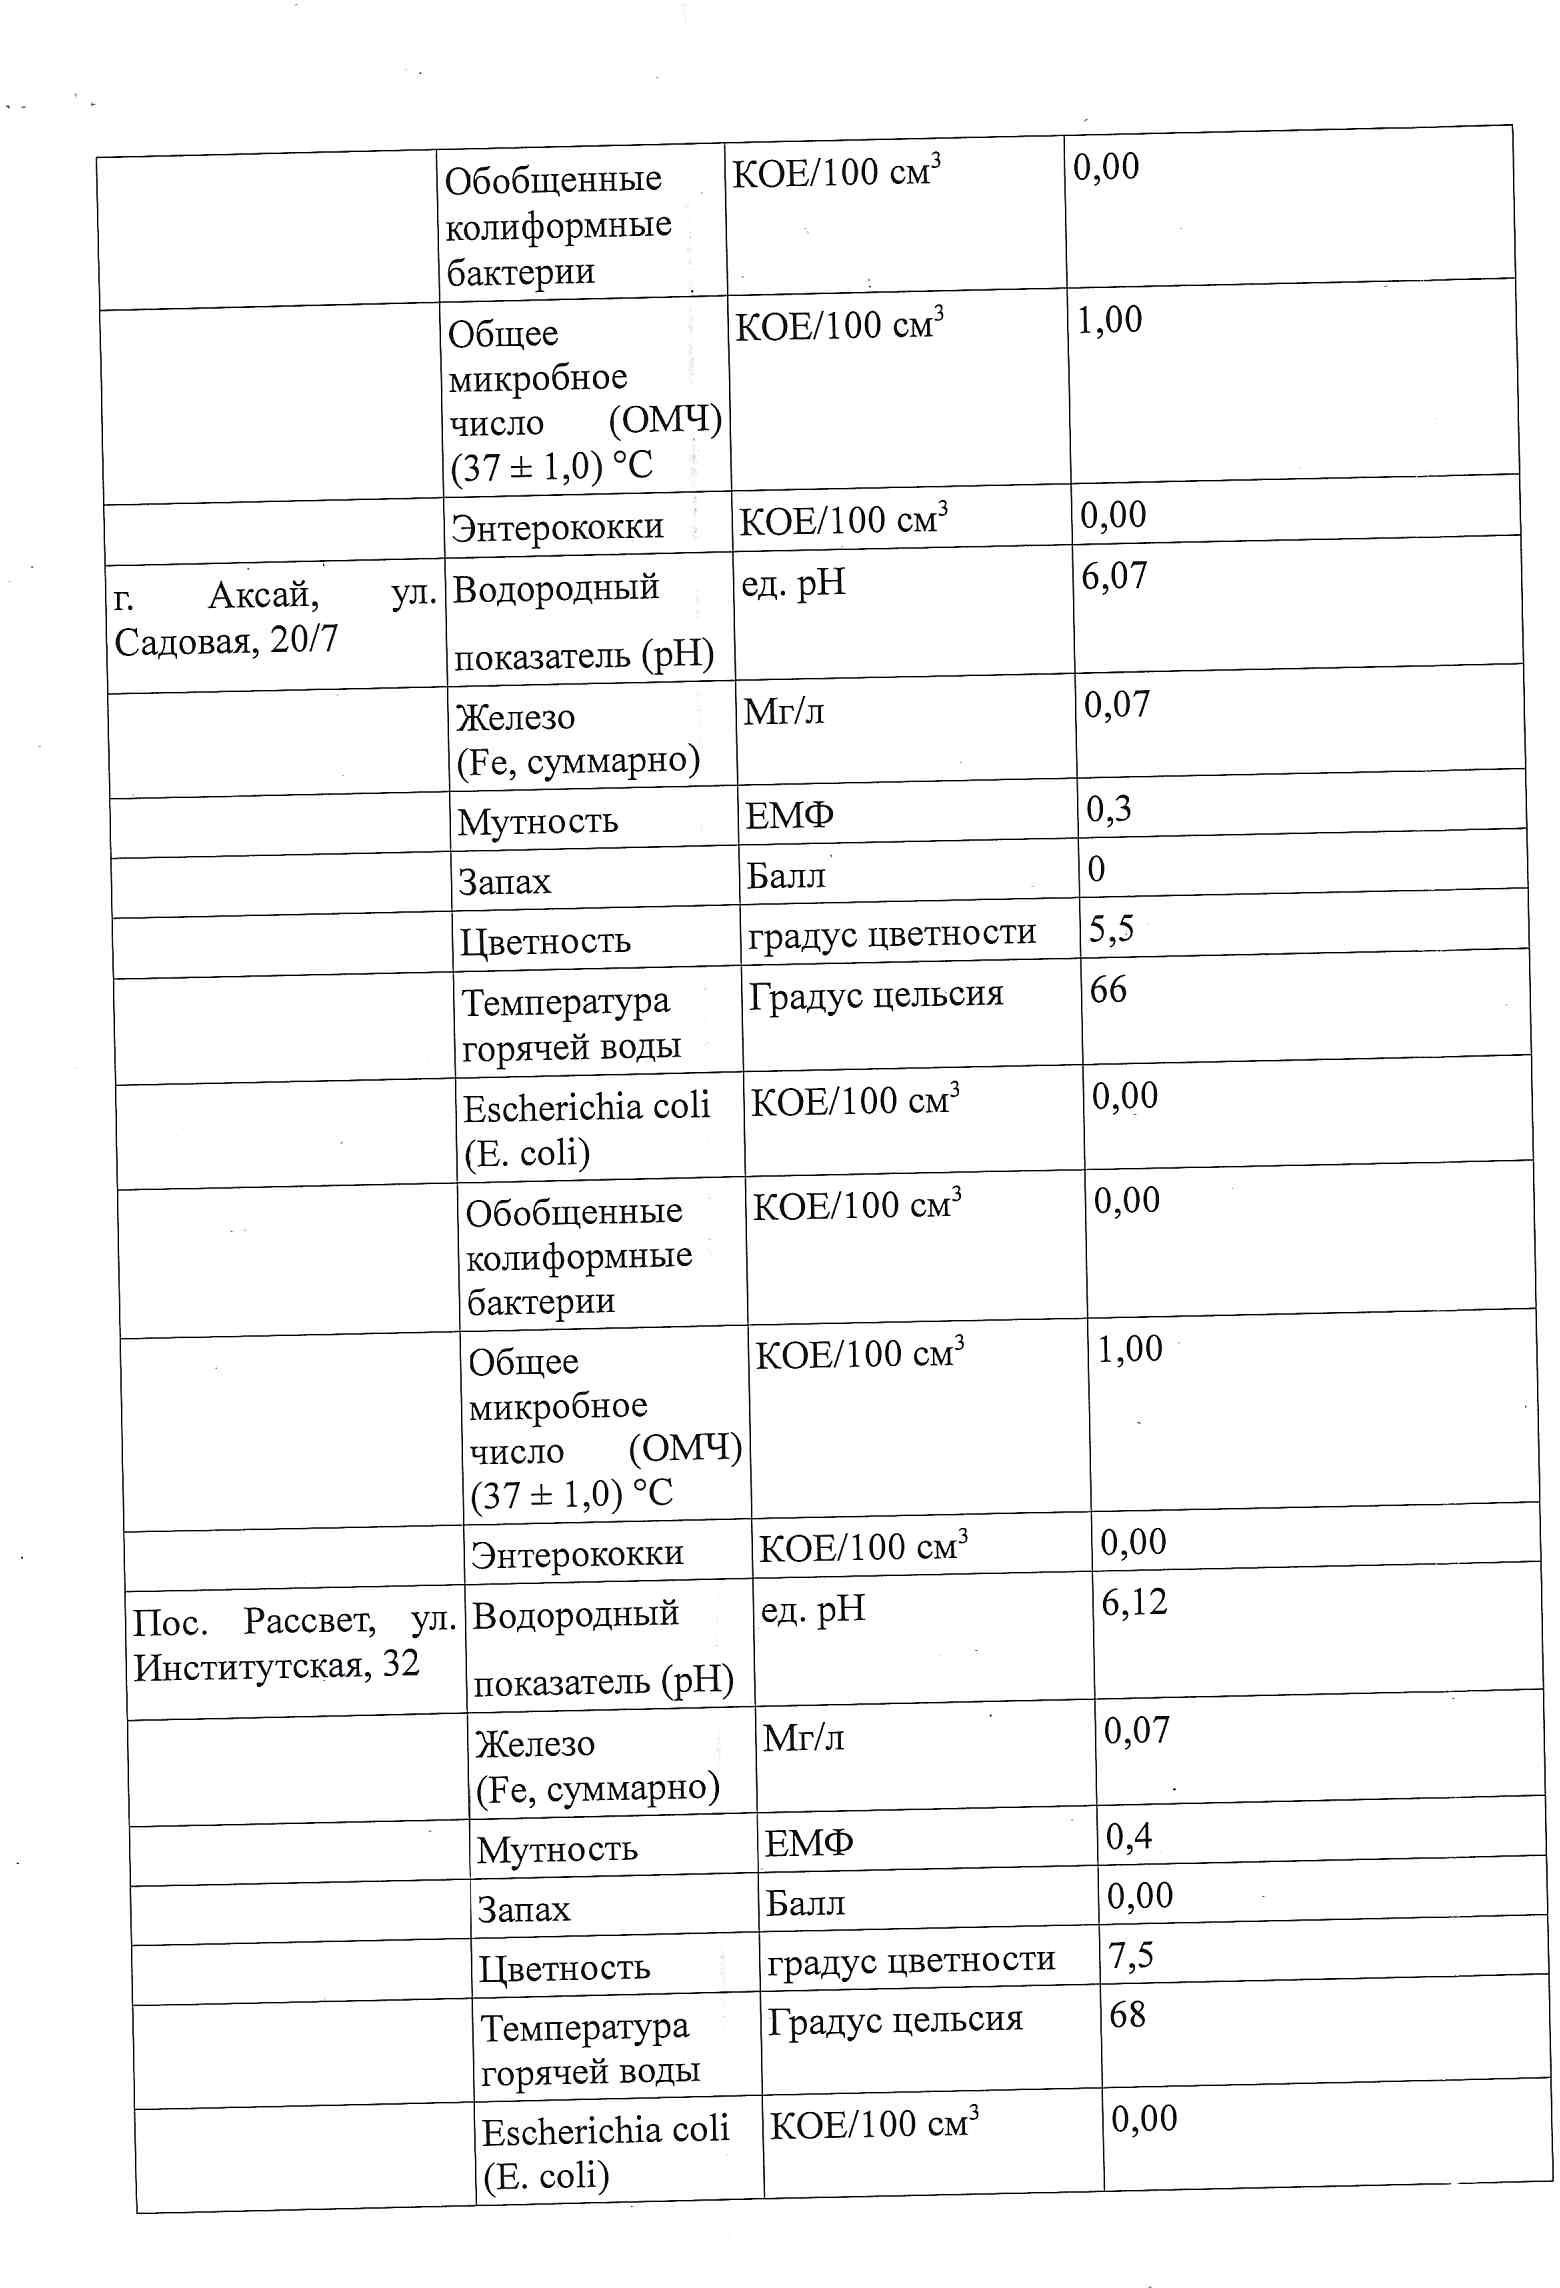 Обобщенные КОЕ/100 см³ 0,00
колиформные
бактерии
Общее КОЕ/100 см³ 1,00
микробное
число (ОМЧ)
(37 ± 1,0) °С
Энтерококки КОЕ/100 см³ 0,00
г. Аксай, ул. Водородный ед. pH 6,07
Садовая, 20/7 показатель (pH)
Железо Мг/л 0,07
(Fe, суммарно)
Мутность ЕМФ 0,3
Запах Балл 0
Цветность градус цветности 5,5
Температура Градус цельсия 66
горячей воды
Escherichia coli КОЕ/100 см³ 0,00
(E. coli)
Обобщенные КОЕ/100 см³ 0,00
колиформные
бактерии
Общее КОЕ/100 см³ 1,00
микробное
число (ОМЧ)
(37 ± 1,0) °С
Энтерококки КОЕ/100 см³ 0,00
Пос. Рассвет, ул. Водородный ед. pH 6,12
Институтская, 32 показатель (pH)
Железо Мг/л 0,07
(Fe, суммарно)
Мутность ЕМФ 0,4
Запах Балл 0,00
Цветность градус цветности 7,5
Температура Градус цельсия 68
горячей воды
Escherichia coli КОЕ/100 см³ 0,00
(E. coli)